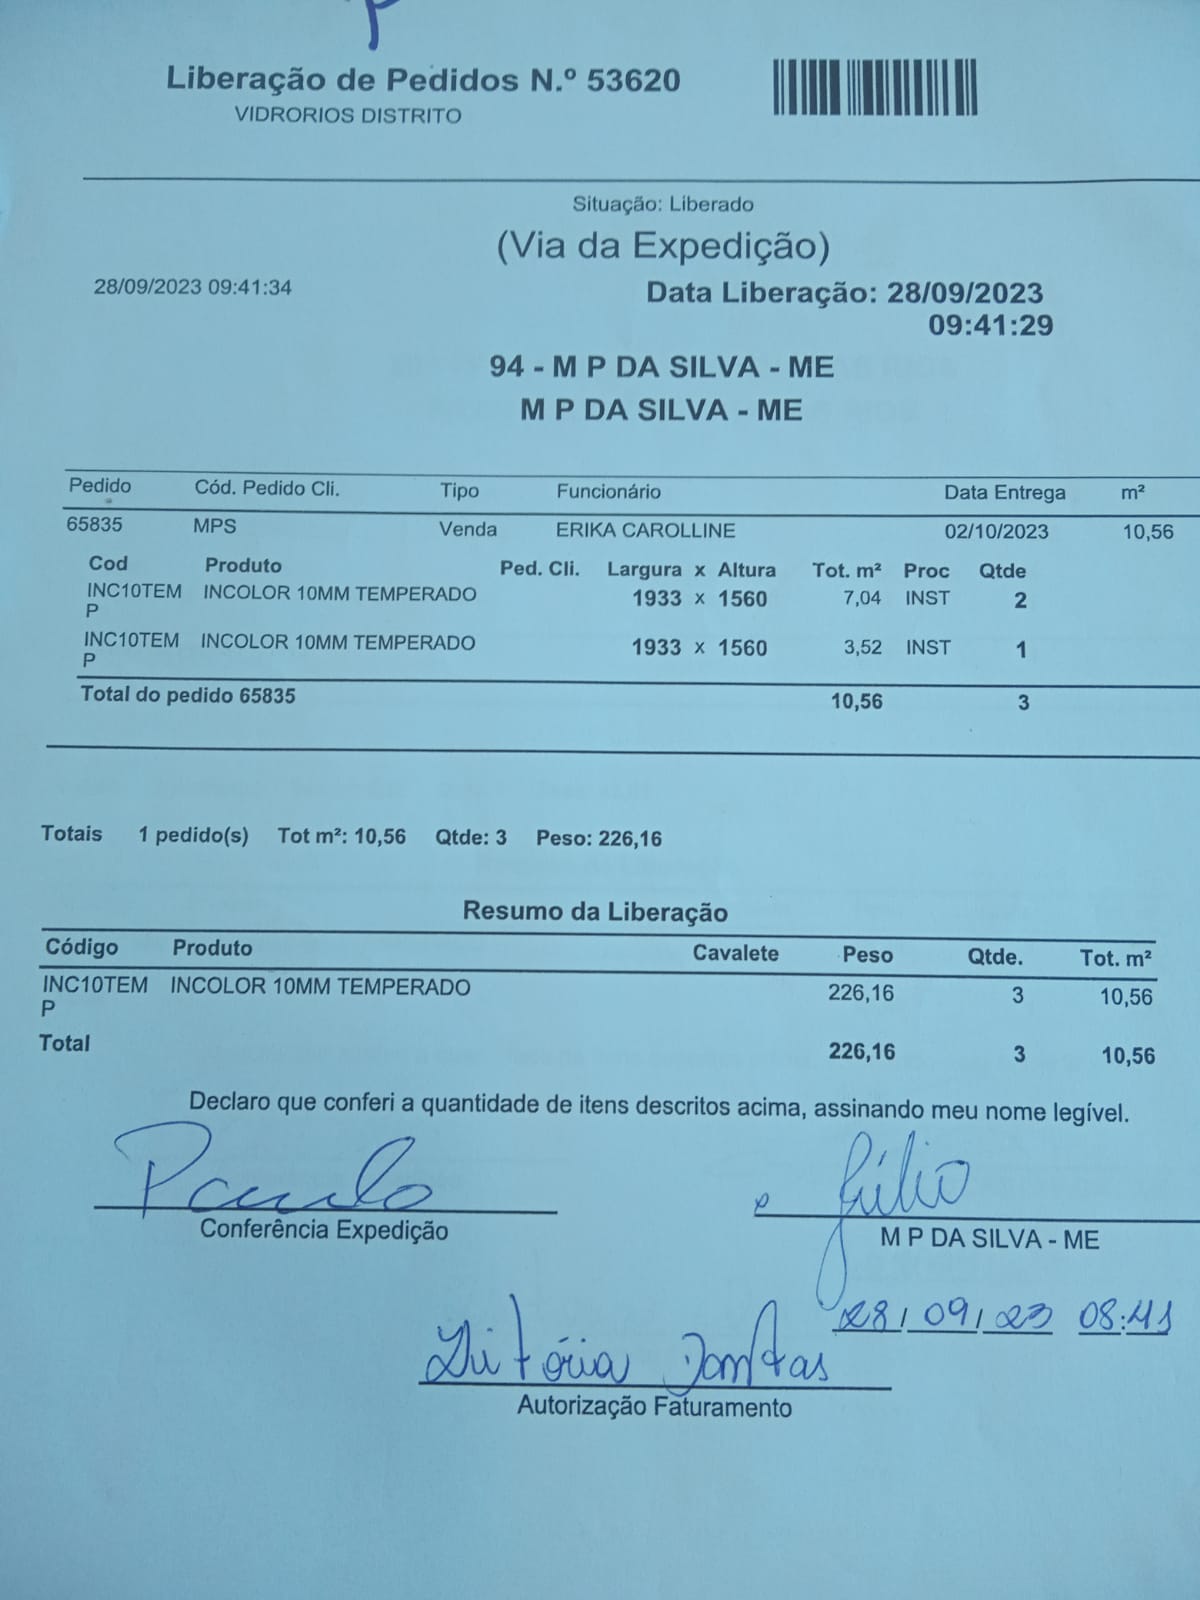 Liberação de Pedidos N.º 53620
VIDRORIOS DISTRITO
Situação: Liberado
(Via da Expedição)
28/09/2023 09:41:34
Data Liberação: 28/09/2023
09:41:29
94 - M P DA SILVA - ME
M P DA SILVA - ME
Pedido Cód. Pedido Cli. Tipo Funcionário Data Entrega m²
65835 MPS Venda ERIKA CAROLLINE 02/10/2023 10,56
Cod Produto Ped. Cli. Largura x Altura Tot. m² Proc Qtde
INC10TEM INCOLOR 10MM TEMPERADO 1933 x 1560 7,04 INST 2
P
INC10TEM INCOLOR 10MM TEMPERADO 1933 x 1560 3,52 INST 1
P
Total do pedido 65835 10,56 3
Totais 1 pedido(s) Tot m²: 10,56 Qtde: 3 Peso: 226,16
Resumo da Liberação
Código Produto Cavalete Peso Qtde. Tot. m²
INC10TEM INCOLOR 10MM TEMPERADO 226,16 3 10,56
P
Total 226,16 3 10,56
Declaro que conferi a quantidade de itens descritos acima, assinando meu nome legível.
Paulo
Júlio
Conferência Expedição
M P DA SILVA - ME
28/09/23 08:41
Vitória Dantas
Autorização Faturamento